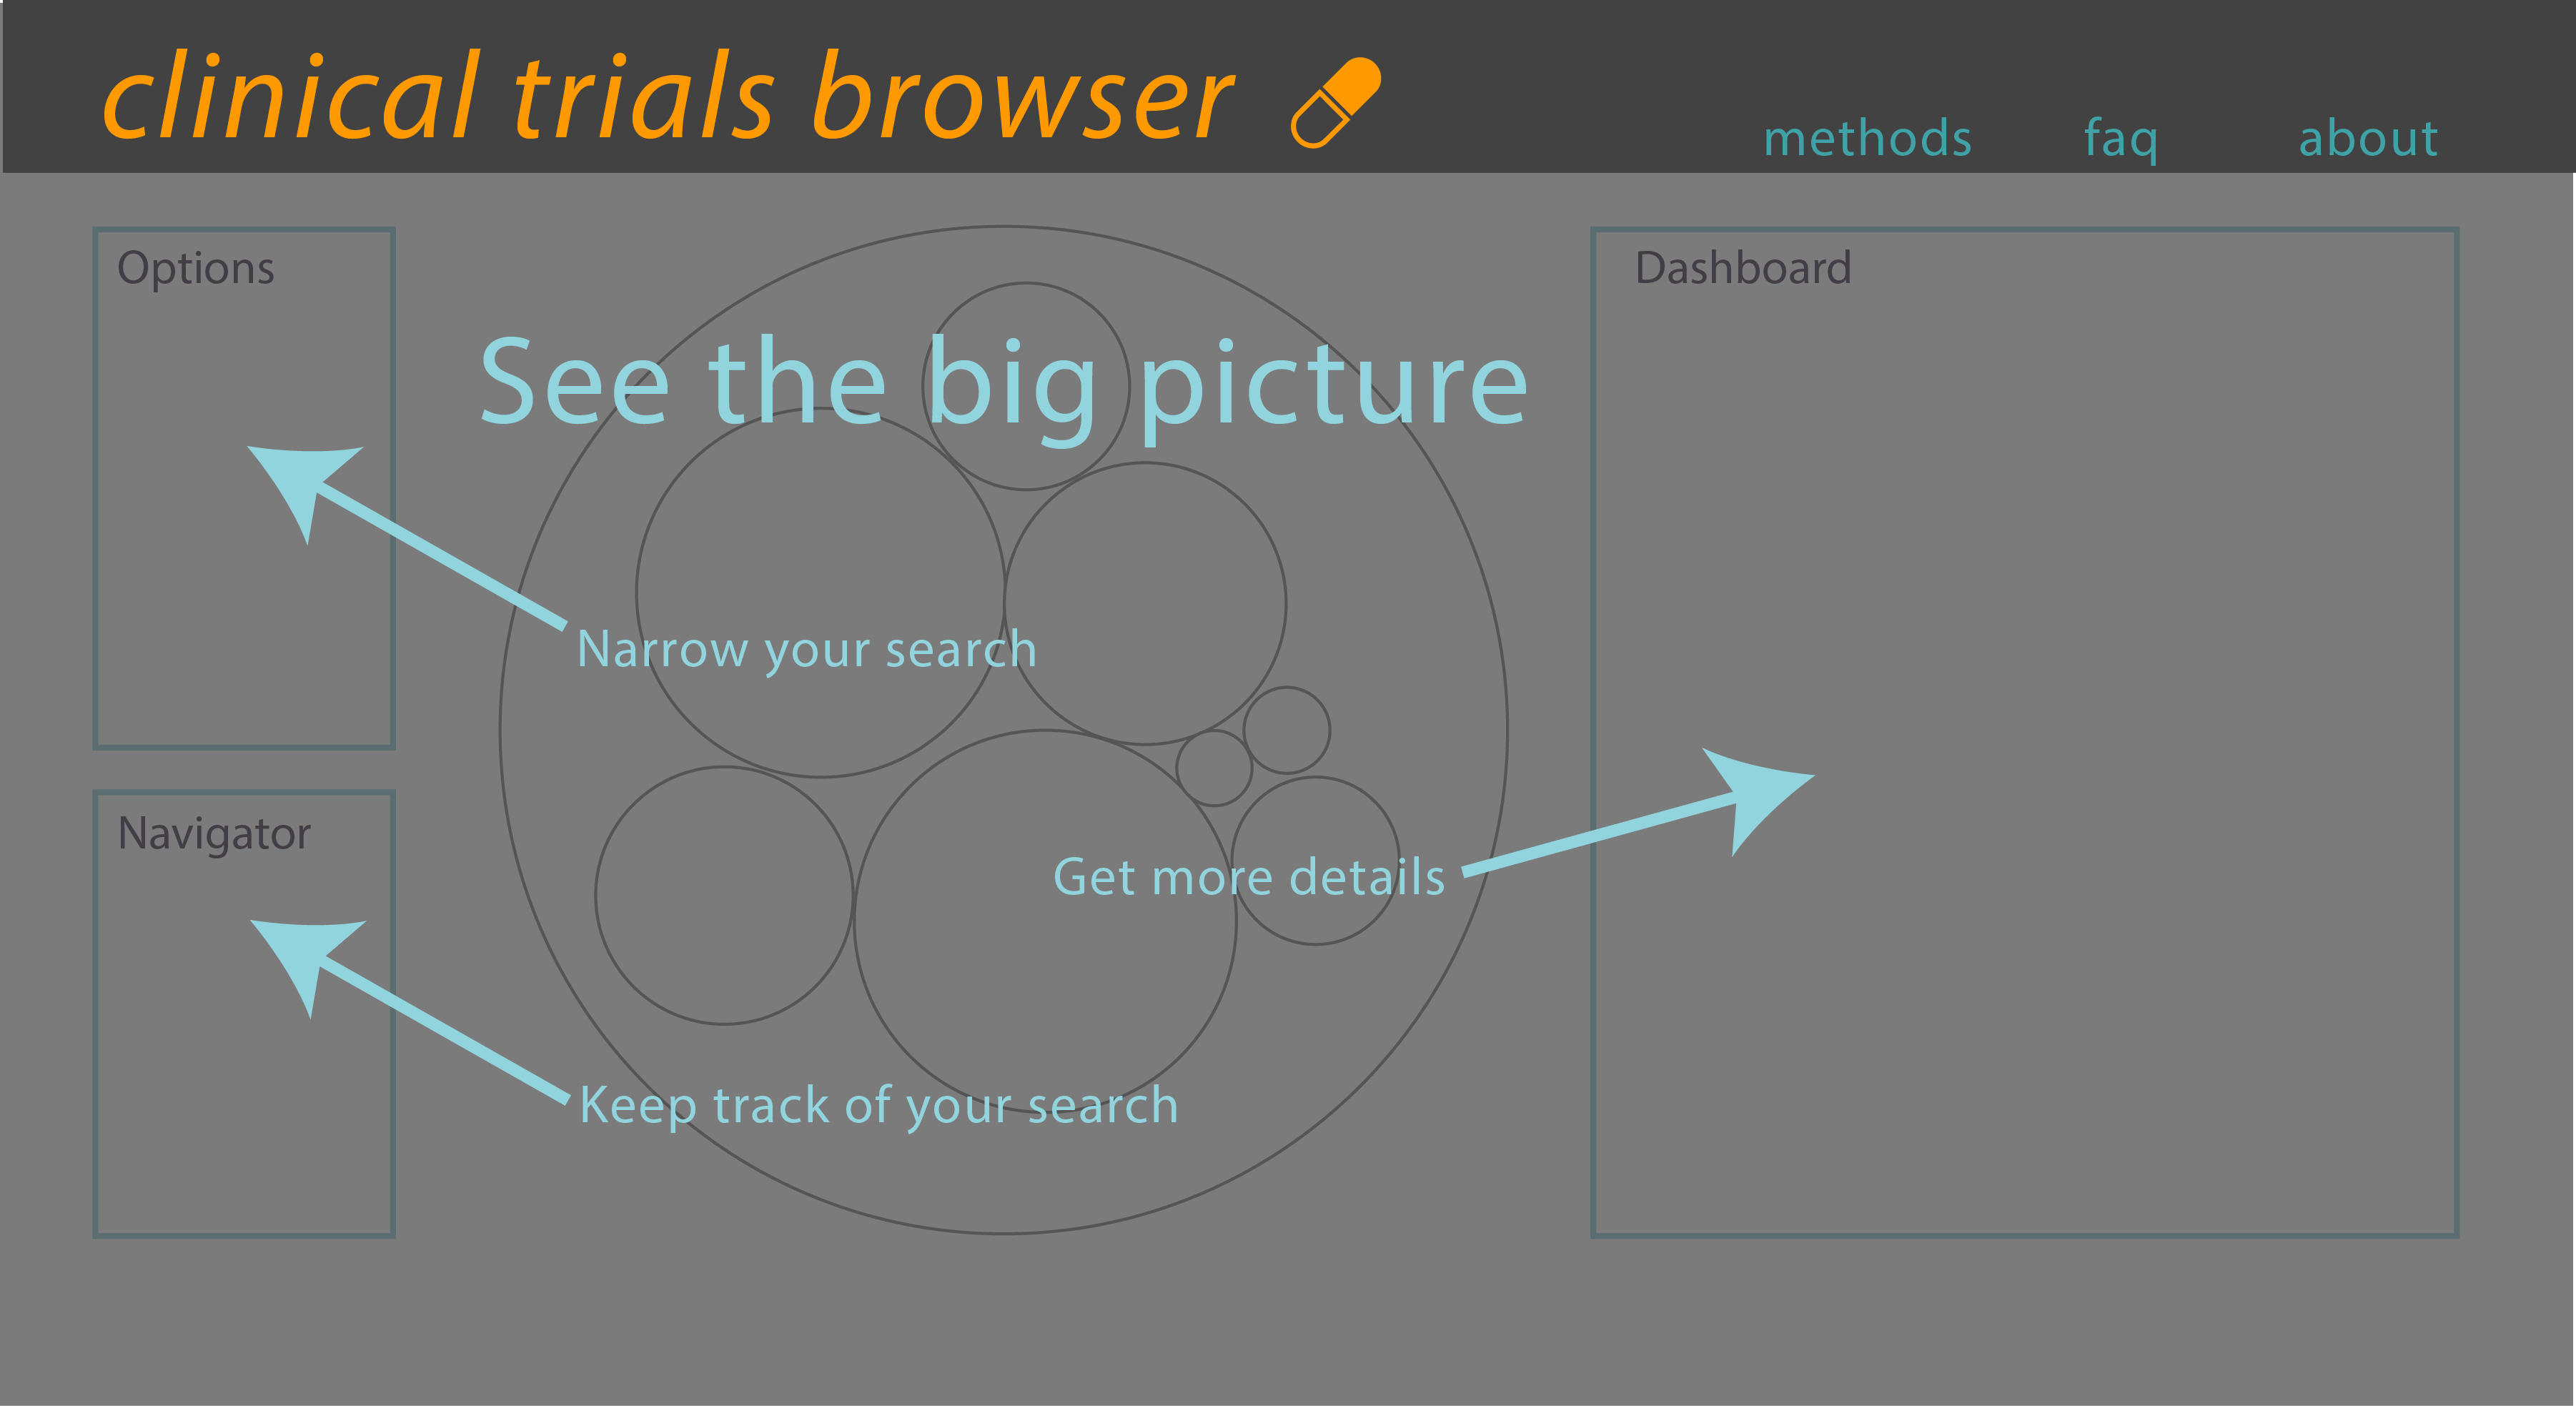 clinical trials browser
methods faq about
Options
Dashboard
See the big picture
Narrow your search
Navigator
Get more details
Keep track of your search